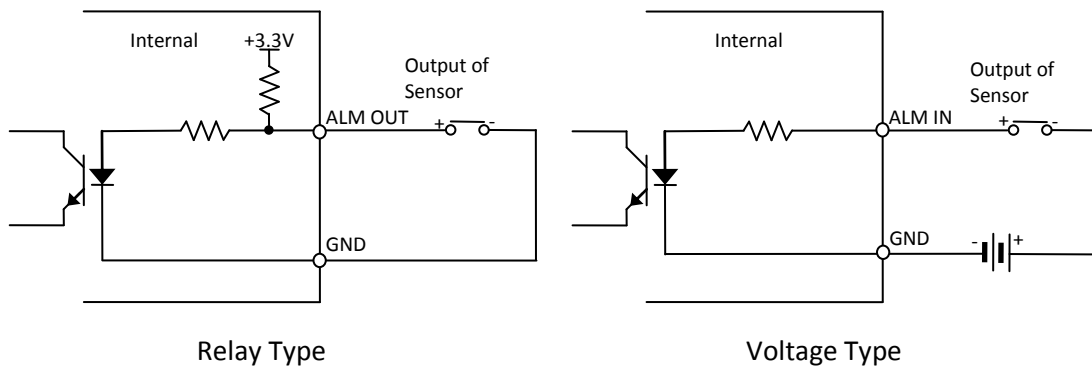 Internal
+3.3V
Output of
Sensor
ALM OUT
+
-
GND
Relay Type
Internal
Output of
Sensor
ALM IN
+
-
GND
-
+
Voltage Type